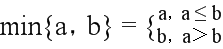 min{a, b} = {a, a≤b
b, a>b